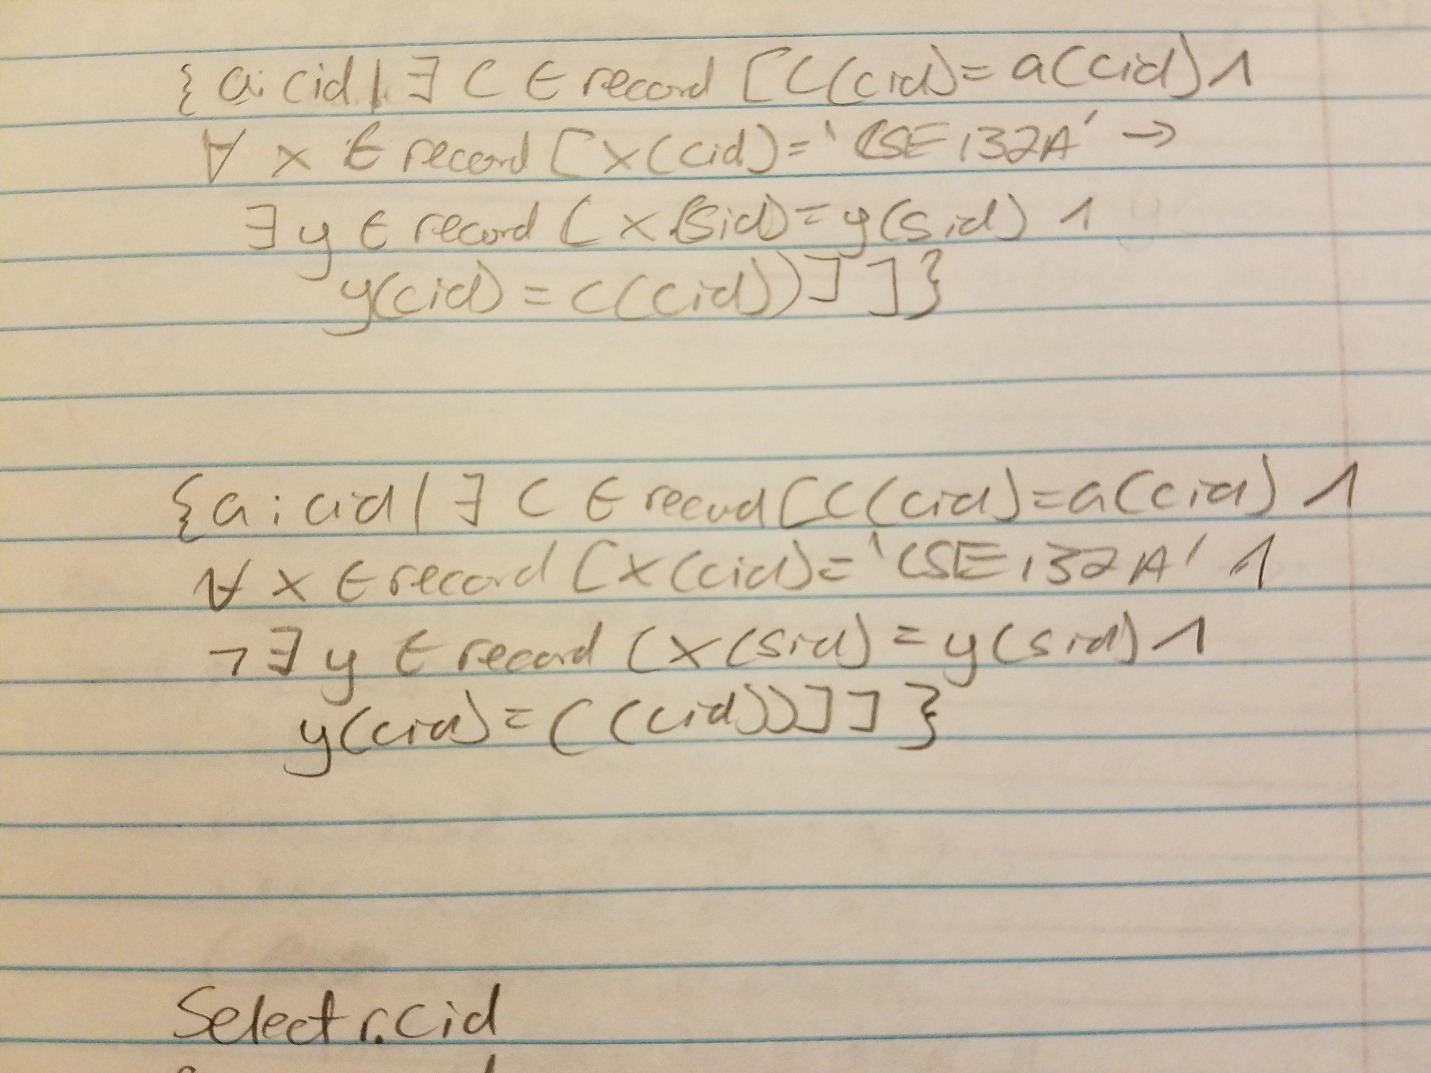 {a:cid | ∃ C ∈ record [C(cid)= a(cid) ∧
∀ x ∈ record [x(cid)='CSE132A' →
∃ y ∈ record (x(sid)=y(sid) ∧
y(cid) = c(cid))]]}
{a:cid | ∃ C ∈ record [C(cid)=a(cid) ∧
∀ x ∈ record [x(cid)='CSE132A' ∧
¬∃ y ∈ record (x(sid)=y(sid) ∧
y(cid)=C(cid))]]}
Select r.cid